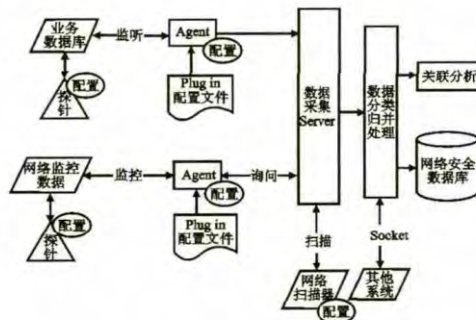 业务
数据库
监听
Agent
配置
配置
探针
Plug in
配置文件
数据
采集
Server
数据
分类
归并
处理
关联分析
网络安全
数据库
网络监控
数据
监控
Agent
询问
配置
配置
探针
Plug in
配置文件
扫描
Socket
网络
扫描器
配置
其他
系统